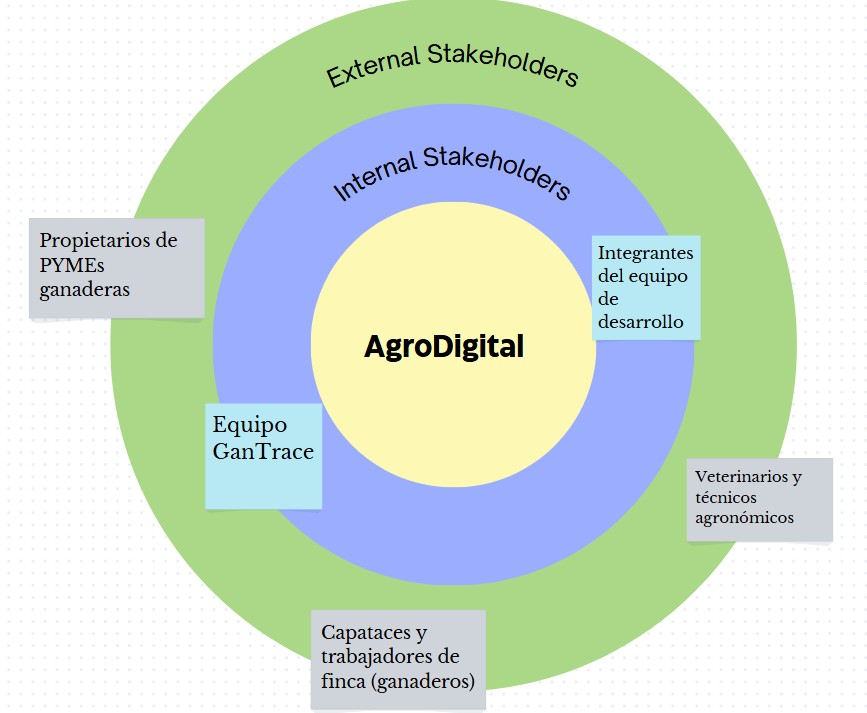 External Stakeholders
Internal Stakeholders
Propietarios de
PYMEs
ganaderas
Integrantes
del equipo
de
desarrollo
AgroDigital
Equipo
GanTrace
Veterinarios y
técnicos
agronómicos
Capataces y
trabajadores de
finca (ganaderos)